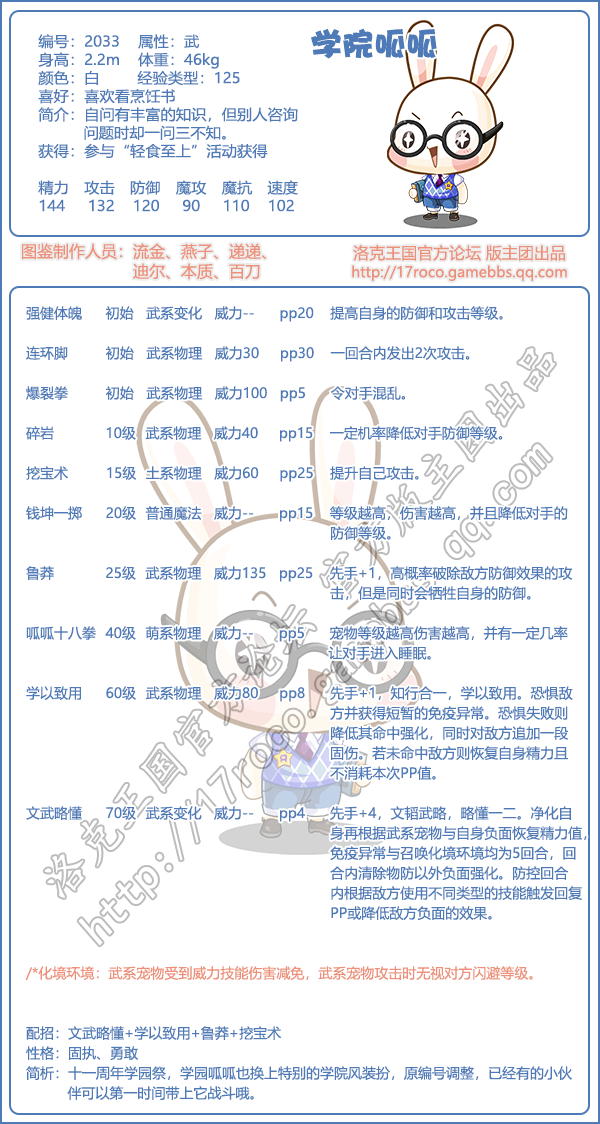 学院呱呱
编号：2033 属性：武
身高：2.2m 体重：46kg
颜色：白 经验类型：125
喜好：喜欢看烹饪书
简介：自问有丰富的知识，但别人咨询
问题时却一问三不知。
获得：参与“轻食至上”活动获得
精力 攻击 防御 魔攻 魔抗 速度
144 132 120 90 110 102
图鉴制作人员：流金、燕子、递递、
迪尔、本质、百刀
洛克王国官方论坛 版主团出品
http://17roco.gamebbs.qq.com
强健体魄 初始 武系变化 威力-- pp20 提高自身的防御和攻击等级。
连环脚 初始 武系物理 威力30 pp30 一回合内发出2次攻击。
爆裂拳 初始 武系物理 威力100 pp5 令对手混乱。
碎岩 10级 武系物理 威力40 pp15 一定机率降低对手防御等级。
挖宝术 15级 土系物理 威力60 pp25 提升自己攻击。
钱坤一掷 20级 普通魔法 威力-- pp15 等级越高，伤害越高，并且降低对手的
防御等级。
鲁莽 25级 武系物理 威力135 pp25 先手+1，高概率破除敌方防御效果的攻
击，但是同时会牺牲自身的防御。
呱呱十八拳 40级 萌系物理 威力-- pp5 宠物等级越高伤害越高，并有一定几率
让对手进入睡眠。
学以致用 60级 武系物理 威力80 pp8 先手+1，知行合一，学以致用。恐惧敌
方并获得短暂的免疫异常。恐惧失败则
降低其命中强化，同时对敌方追加一段
固伤。若未命中敌方则恢复自身精力且
不消耗本次PP值。
文武略懂 70级 武系变化 威力-- pp4 先手+4，文韬武略，略懂一二。净化自
身再根据武系宠物与自身负面恢复精力值，
免疫异常与召唤化境环境均为5回合，回
合内清除物防以外负面强化。防控回合
内根据敌方使用不同类型的技能触发回复
PP或降低敌方负面的效果。
/*化境环境：武系宠物受到威力技能伤害减免，武系宠物攻击时无视对方闪避等级。
配招：文武略懂+学以致用+鲁莽+挖宝术
性格：固执、勇敢
简析：十一周年学园祭，学园呱呱也换上特别的学院风装扮，原编号调整，已经有的小伙
伴可以第一时间带上它战斗哦。
洛克王国官方论坛官方版主团出品
http://17roco.gamebbs.qq.com